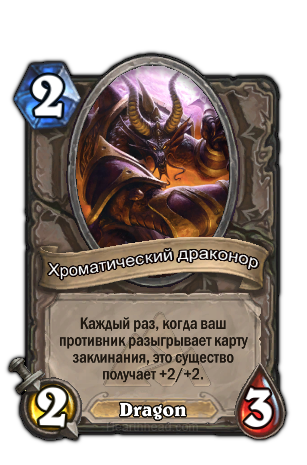 2
Хроматический драконор
Каждый раз, когда ваш
противник разыгрывает карту
заклинания, это существо
получает +2/+2.
2
Dragon
3